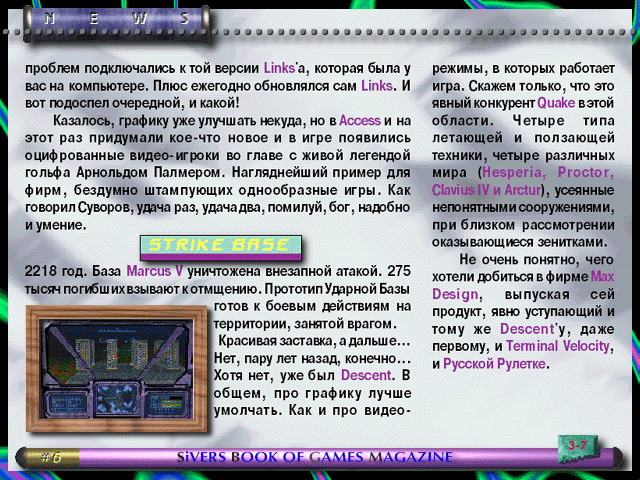 N E W S
проблем подключались к той версии Links'а, которая была у
вас на компьютере. Плюс ежегодно обновлялся сам Links. И
вот подоспел очередной, и какой!
Казалось, графику уже улучшать некуда, но в Access и на
этот раз придумали кое-что новое и в игре появились
оцифрованные видео-игроки во главе с живой легендой
гольфа Арнольдом Палмером. Нагляднейший пример для
фирм, бездумно штампующих однообразные игры. Как
говорил Суворов, удача раз, удача два, помилуй, бог, надобно
и умение.
STRIKE BASE
2218 год. База Marcus V уничтожена внезапной атакой. 275
тысяч погибших взывают к отмщению. Прототип Ударной Базы
готов к боевым действиям на
территории, занятой врагом.
Красивая заставка, а дальше...
Нет, пару лет назад, конечно...
Хотя нет, уже был Descent. В
общем, про графику лучше
умолчать. Как и про видео-
режимы, в которых работает
игра. Скажем только, что это
явный конкурент Quake в этой
области. Четыре типа
летающей и ползающей
техники, четыре различных
мира (Hesperia, Proctor,
Clavius IV и Arctur), усеянные
непонятными сооружениями,
при близком рассмотрении
оказывающиеся зенитками.
Не очень понятно, чего
хотели добиться в фирме Max
Design, выпуская сей
продукт, явно уступающий и
тому же Descent'у, даже
первому, и Terminal Velocity,
и Русской Рулетке.
#6
SiVERS BOOK OF GAMES MAGAZINE
3-7